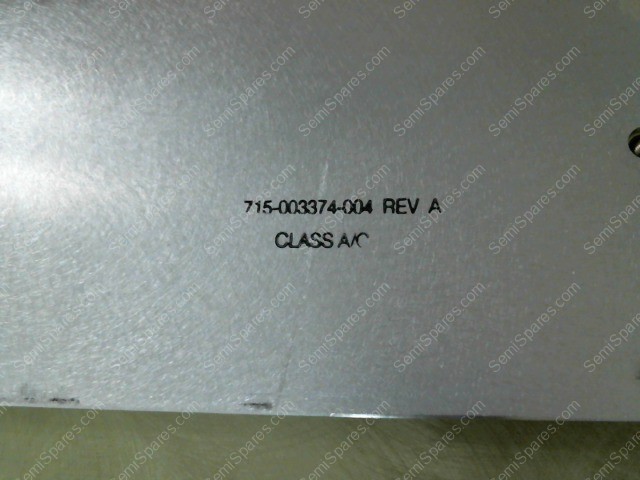 715-003374-004 REV A
CLASS A/C
SemiSpares.com